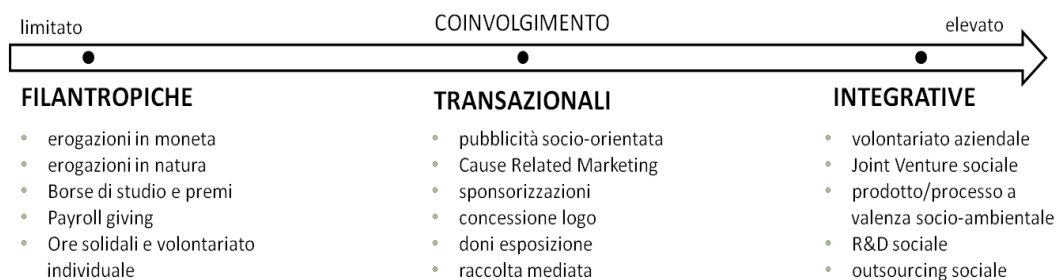 limitato COINVOLGIMENTO elevato
FILANTROPICHE
erogazioni in moneta
erogazioni in natura
Borse di studio e premi
Payroll giving
Ore solidali e volontariato
individuale
TRANSAZIONALI
pubblicità socio-orientata
Cause Related Marketing
sponsorizzazioni
concessione logo
doni esposizione
raccolta mediata
INTEGRATIVE
volontariato aziendale
Joint Venture sociale
prodotto/processo a
valenza socio-ambientale
R&D sociale
outsourcing sociale